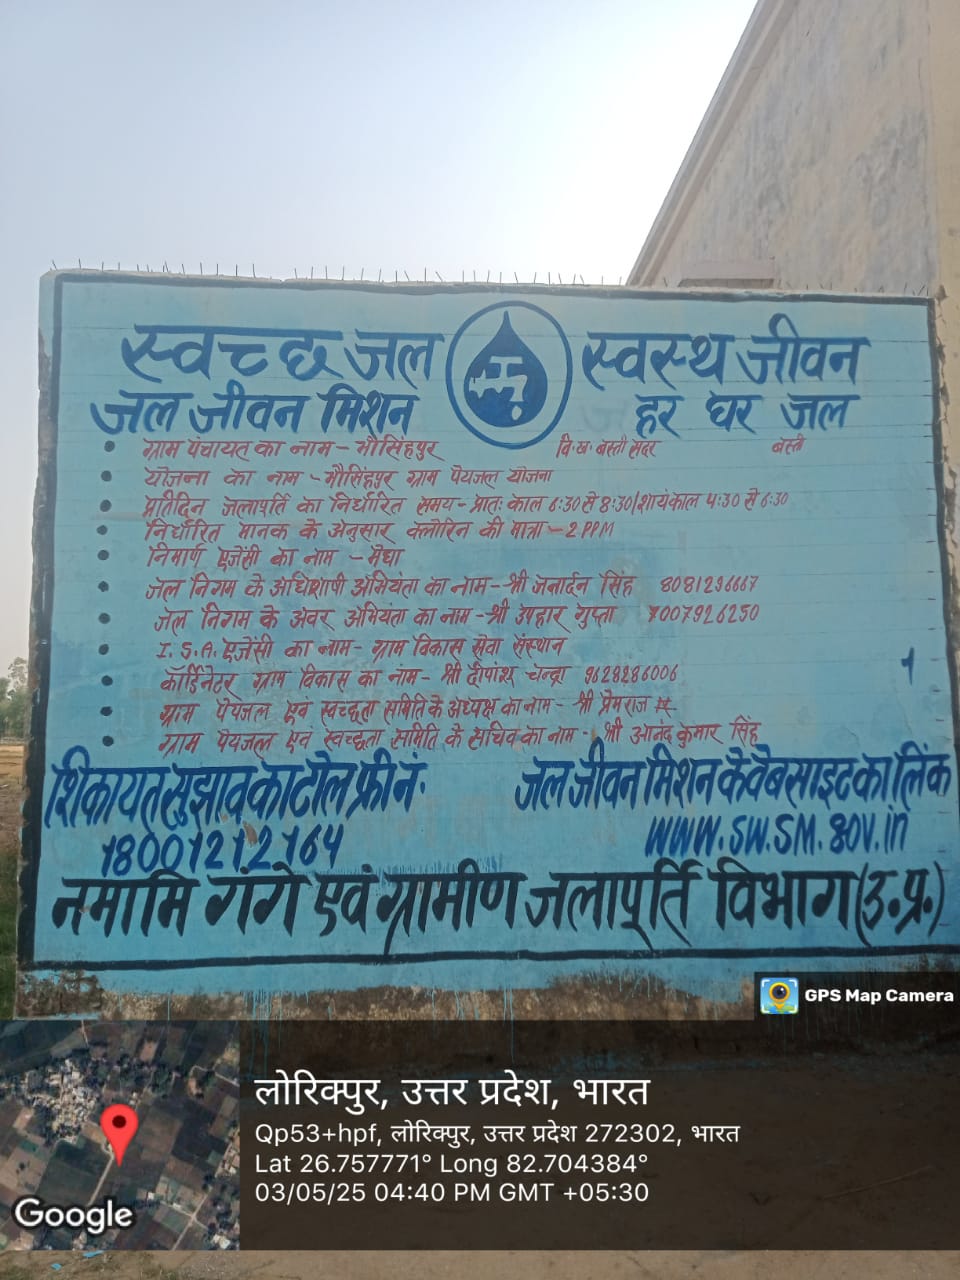 स्वच्छ जल स्वस्थ जीवन
जल जीवन मिशन हर घर जल
ग्राम पंचायत का नाम - भौसिंहपुर वि.ख. बस्ती सदर बस्ती
योजना का नाम - भौसिंहपुर ग्राम पेयजल योजना
प्रतिदिन जलापूर्ति का निर्धारित समय - प्रातः काल 6:30 से 8:30/शायंकाल 4:30 से 6:30
निर्धारित मानक के अनुसार क्लोरिन की मात्रा - 2 PPM
निमार्ण एजेंसी का नाम - मेघा
जल निगम के अधिशाषी अभियंता का नाम - श्री जनार्दन सिंह 8081236667
जल निगम के अवर अभियंता का नाम - श्री उपहार गुप्ता 7007926250
I.S.A. एजेंसी का नाम - ग्राम विकास सेवा संस्थान
कॉर्डिनेटर ग्राम विकास का नाम - श्री दीपांशु चन्द्रा 9628286006
ग्राम पेयजल एवं स्वच्छता समिति के अध्यक्ष का नाम - श्री प्रेमराज
ग्राम पेयजल एवं स्वच्छता समिति के सचिव का नाम - श्री आनंद कुमार सिंह
शिकायत सुझाव का टोल फ्री नं. जल जीवन मिशन के वेबसाइट का लिंक
18001212164 WWW.SW.SM.80V.in
नमामि गंगे एवं ग्रामीण जलापूर्ति विभाग (उ.प्र.)
GPS Map Camera
लोरिक्पुर, उत्तर प्रदेश, भारत
Qp53+hpf, लोरिक्पुर, उत्तर प्रदेश 272302, भारत
Lat 26.757771° Long 82.704384°
03/05/25 04:40 PM GMT +05:30
Google